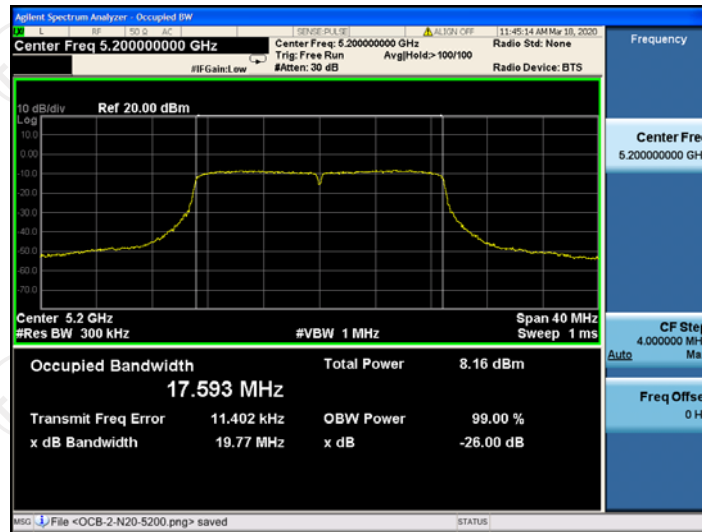 Agilent Spectrum Analyzer - Occupied BW
L RF 50 Ω AC SENSE:PULSE ALIGN OFF 11:45:14 AM Mar 18, 2020
Center Freq 5.200000000 GHz
Center Freq: 5.200000000 GHz
Radio Std: None
Trig: Free Run Avg|Hold:> 100/100
#IFGain:Low
#Atten: 30 dB
Radio Device: BTS
Frequency
10 dB/div Ref 20.00 dBm
Log
10.0
0.00
-10.0
-20.0
-30.0
-40.0
-50.0
-60.0
-70.0
Center Fre
5.200000000 GH
Center 5.2 GHz Span 40 MHz
#Res BW 300 kHz #VBW 1 MHz Sweep 1 ms
CF Step
4.000000 MH
Auto Ma
Occupied Bandwidth
17.593 MHz
Total Power 8.16 dBm
Transmit Freq Error 11.402 kHz OBW Power 99.00 %
x dB Bandwidth 19.77 MHz x dB -26.00 dB
Freq Offse
0 H
MSG File <OCB-2-N20-5200.png> saved STATUS